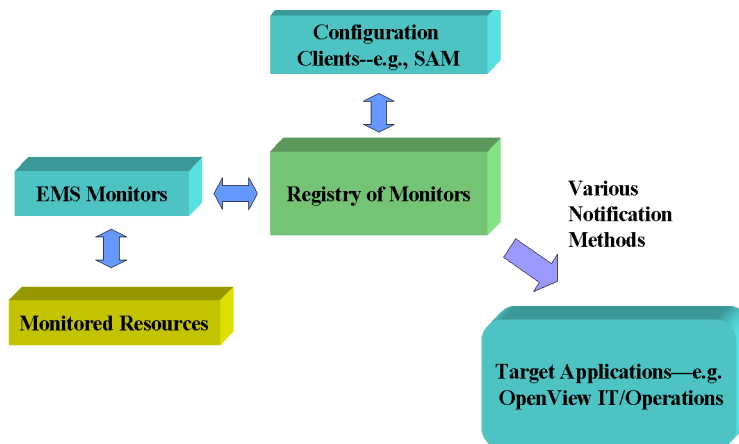 Configuration
Clients--e.g., SAM
EMS Monitors
Registry of Monitors
Various
Notification
Methods
Monitored Resources
Target Applications—e.g.
OpenView IT/Operations